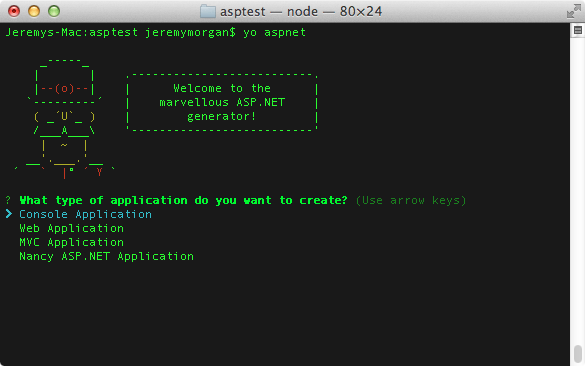 asptest — node — 80×24
Jeremys-Mac:asptest jeremymorgan$ yo aspnet
Welcome to the
marvellous ASP.NET
generator!
? What type of application do you want to create? (Use arrow keys)
❯ Console Application
Web Application
MVC Application
Nancy ASP.NET Application